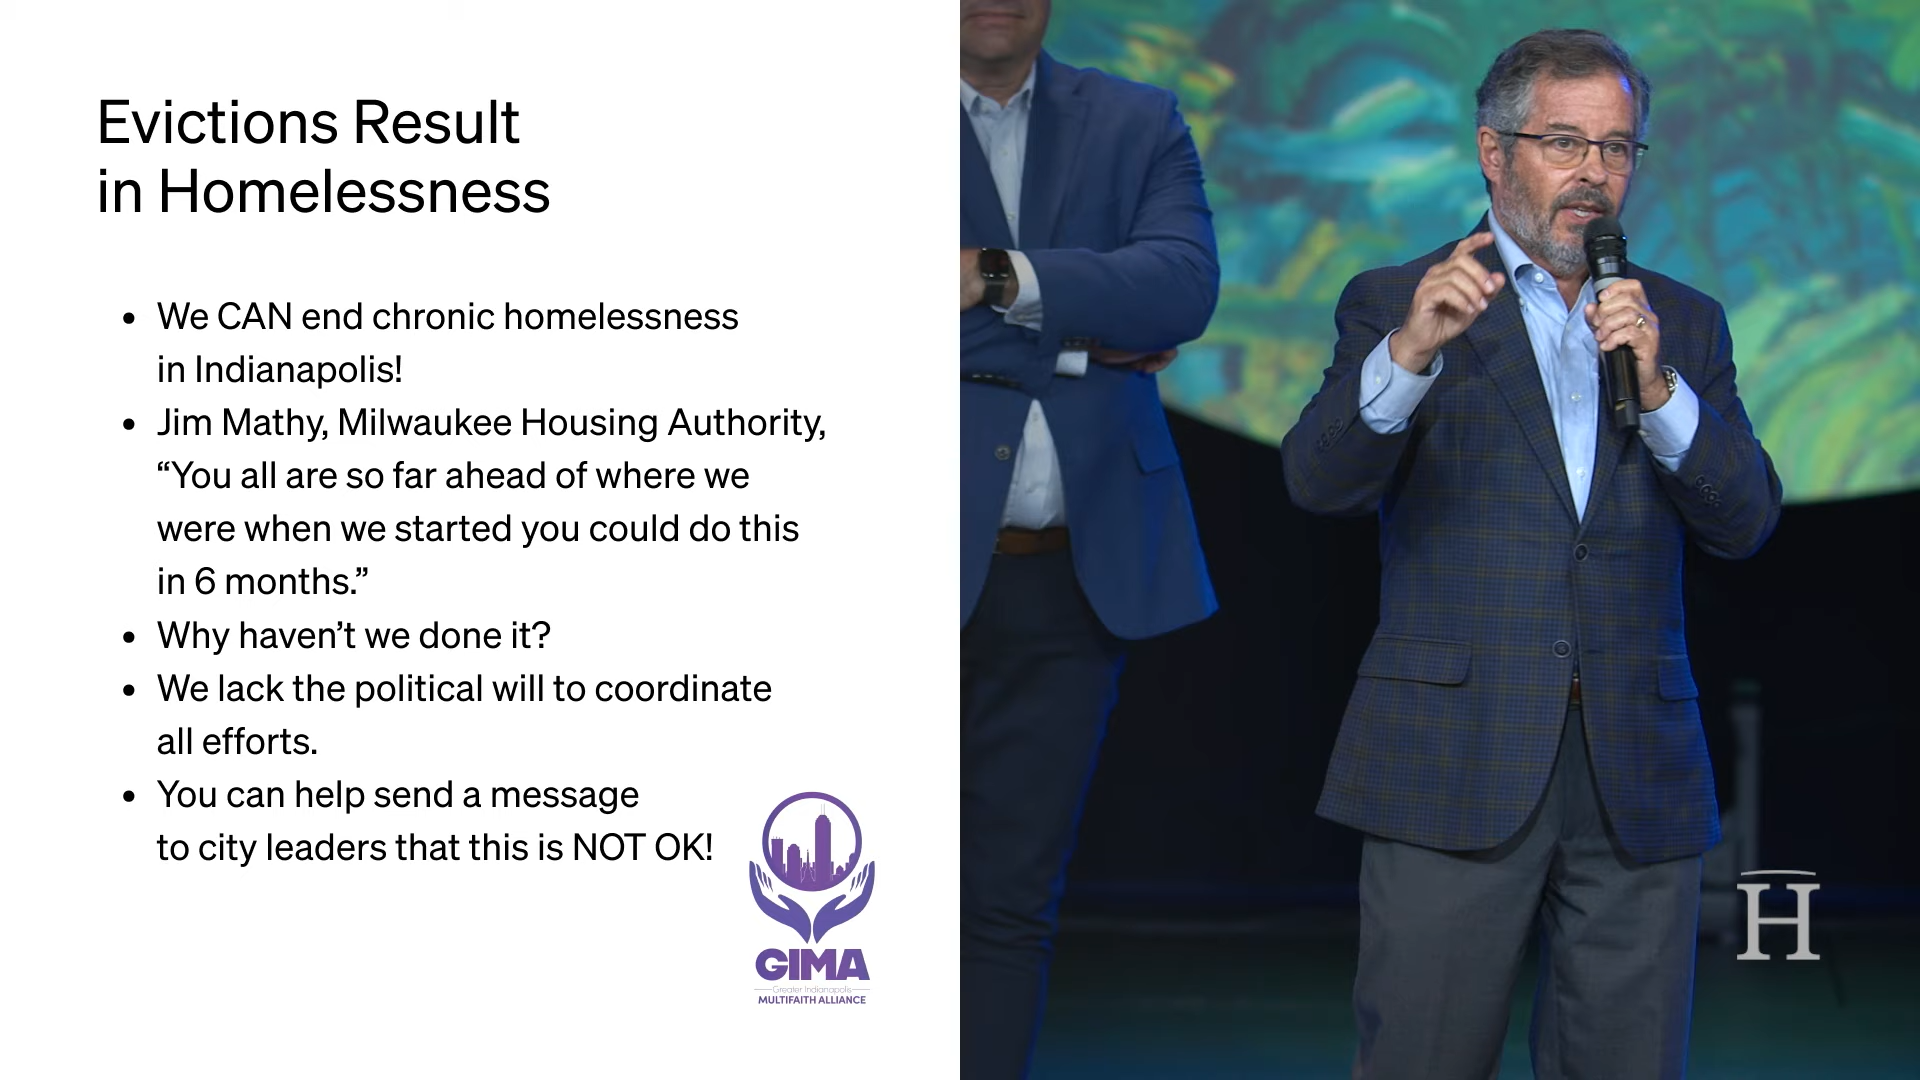 Evictions Result
in Homelessness
• We CAN end chronic homelessness
in Indianapolis!
• Jim Mathy, Milwaukee Housing Authority,
“You all are so far ahead of where we
were when we started you could do this
in 6 months.”
• Why haven’t we done it?
• We lack the political will to coordinate
all efforts.
• You can help send a message
to city leaders that this is NOT OK!
GIMA
Greater Indianapolis
MULTIFAITH ALLIANCE
H